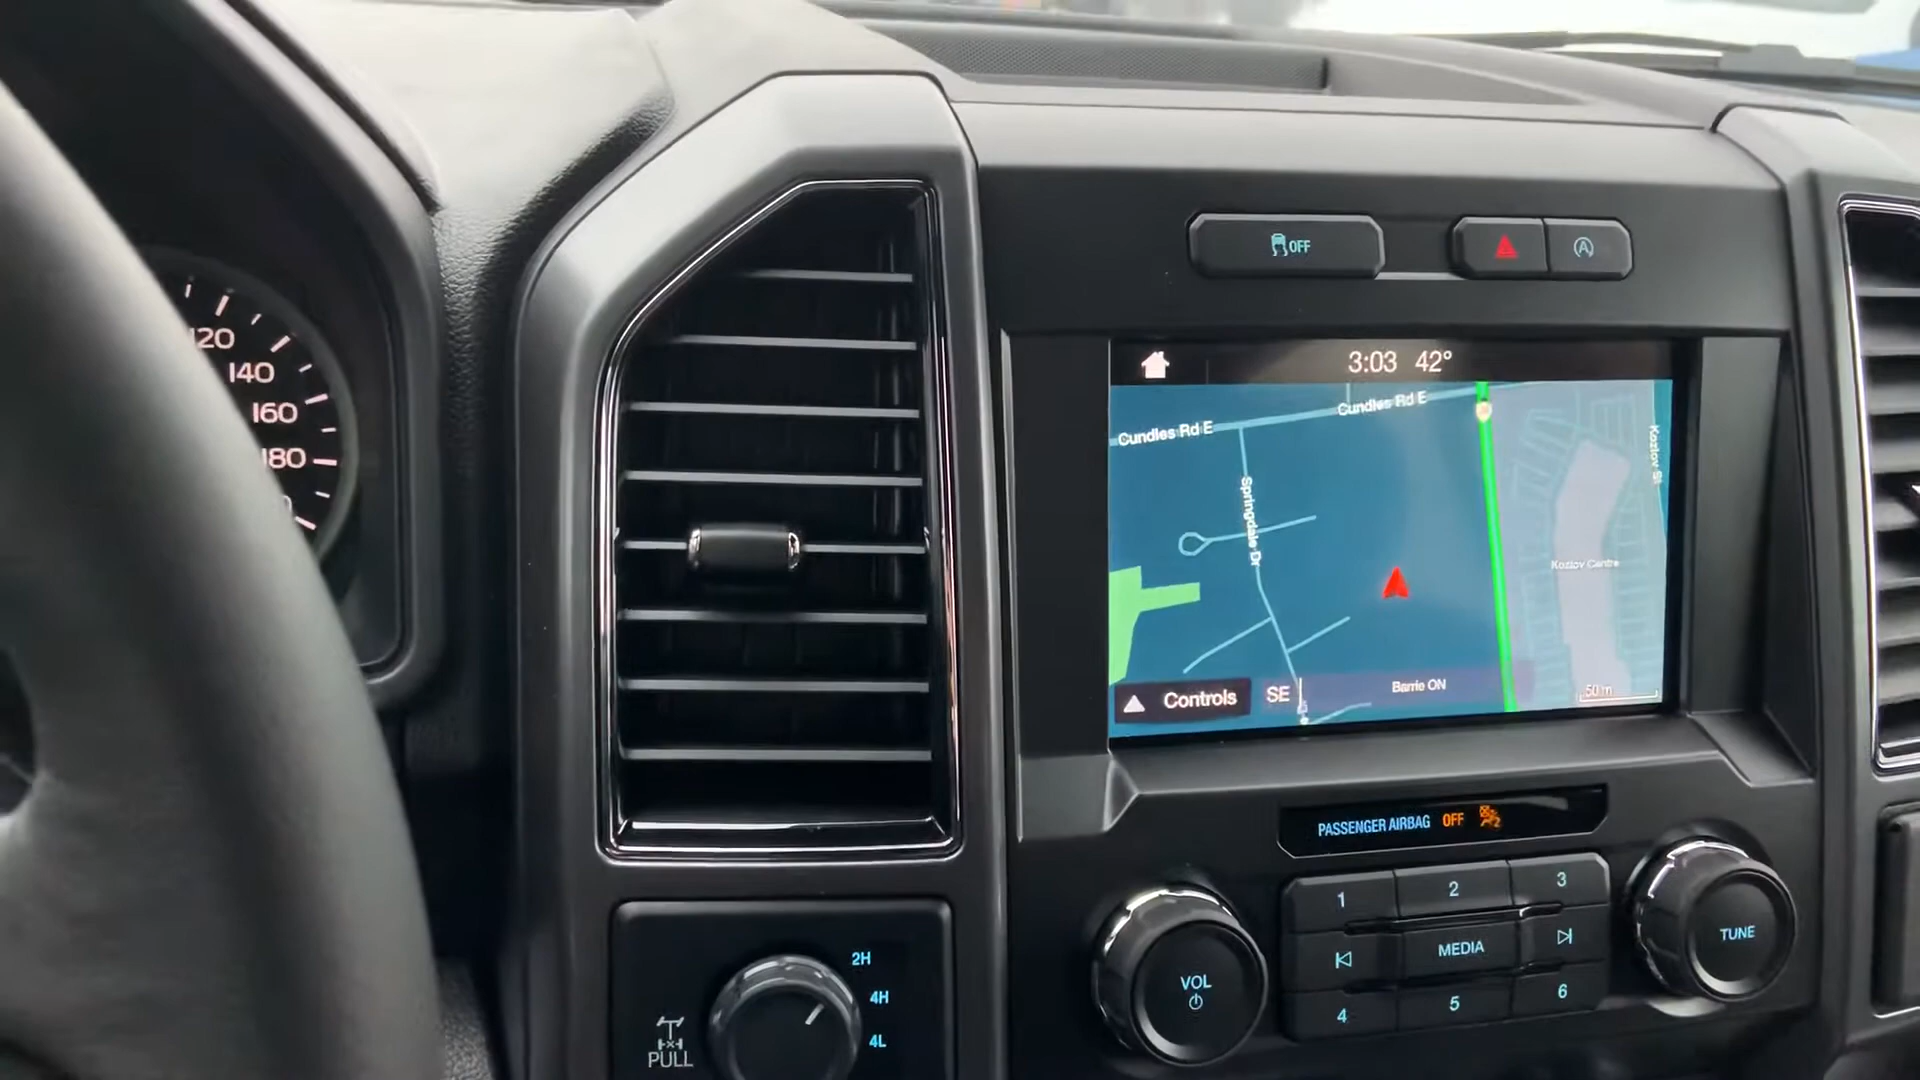 120
140
160
180
OFF
3:03 42°
Cundles Rd E
Cundles Rd E
Kozlov St
Springdale Dr
Kozlov Centre
Controls
SE
Barrie ON
50 m
PASSENGER AIRBAG OFF
1
2
3
MEDIA
4
5
6
VOL
TUNE
2H
4H
4L
PULL